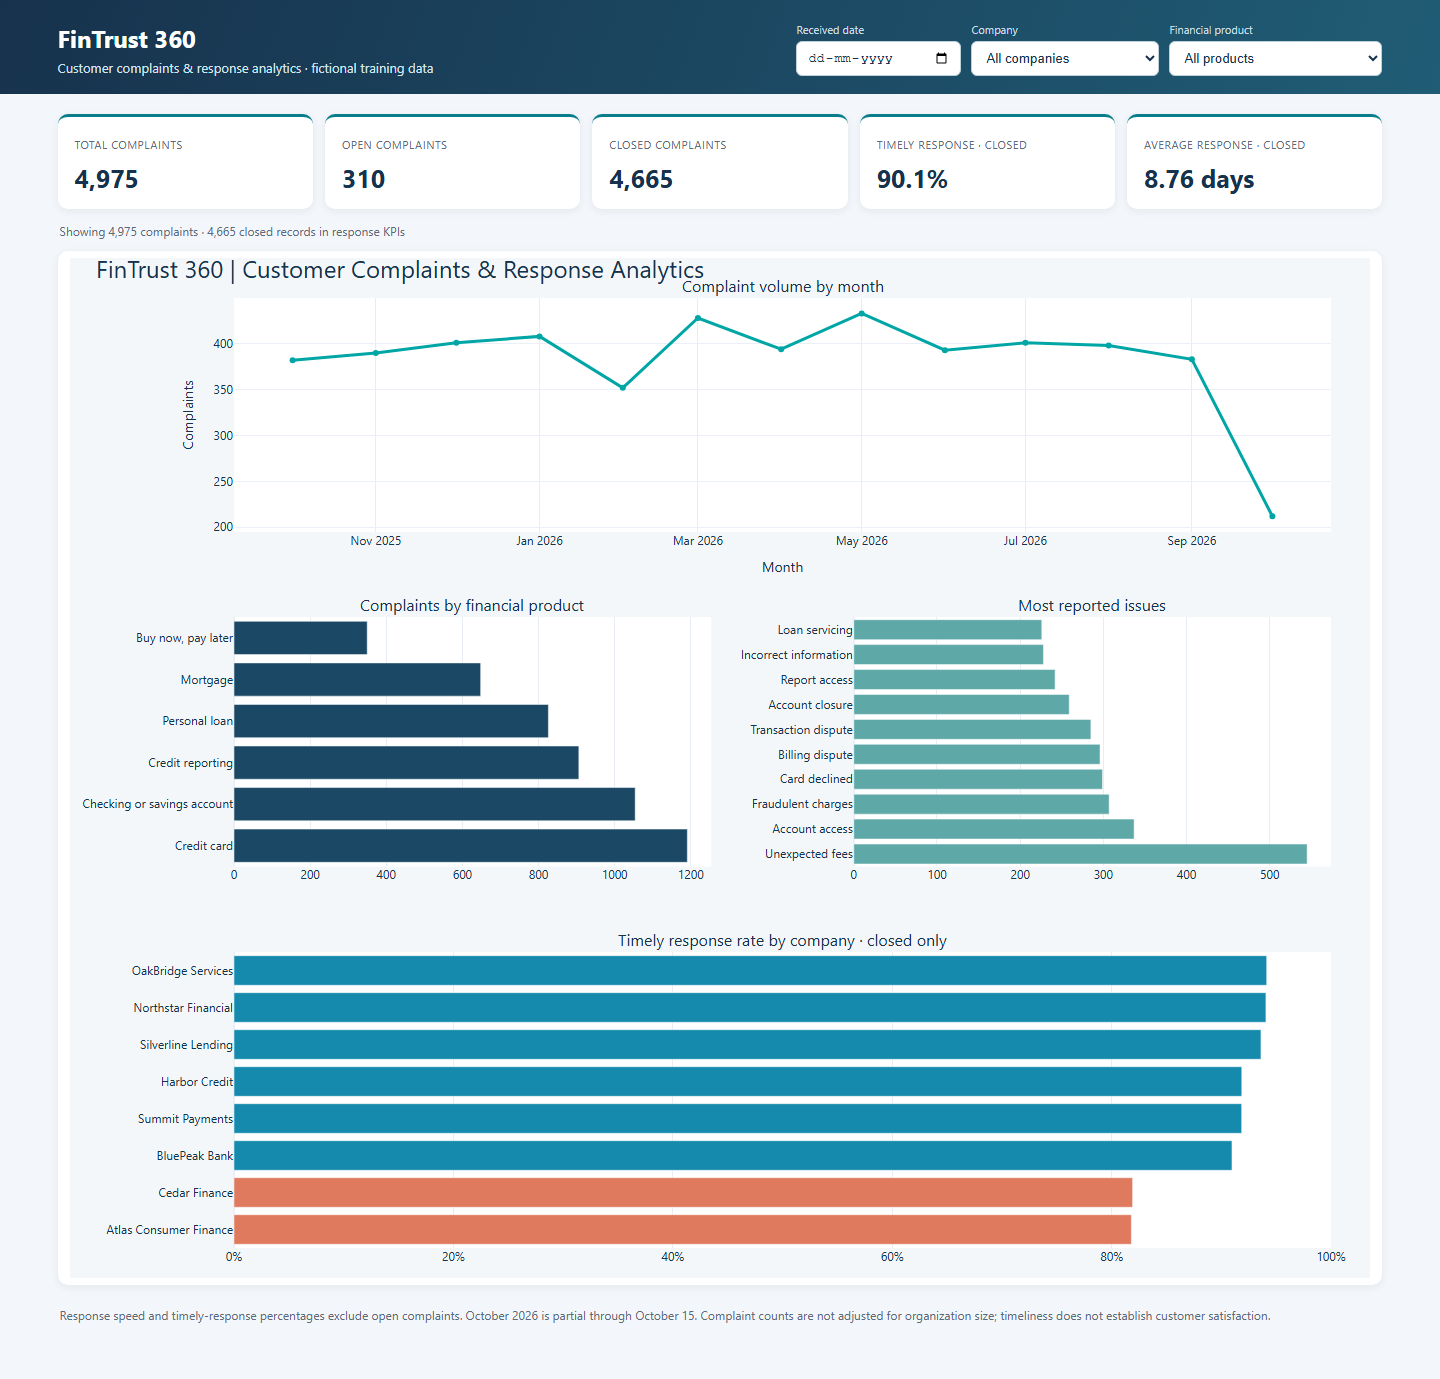 FinTrust 360
Customer complaints & response analytics · fictional training data
Received date
dd-mm-yyyy
Company
All companies
Financial product
All products
TOTAL COMPLAINTS
4,975
OPEN COMPLAINTS
310
CLOSED COMPLAINTS
4,665
TIMELY RESPONSE · CLOSED
90.1%
AVERAGE RESPONSE · CLOSED
8.76 days
Showing 4,975 complaints · 4,665 closed records in response KPIs
FinTrust 360 | Customer Complaints & Response Analytics
Complaint volume by month
Complaints
400
350
300
250
200
Nov 2025
Jan 2026
Mar 2026
May 2026
Jul 2026
Sep 2026
Month
Complaints by financial product
Buy now, pay later
Mortgage
Personal loan
Credit reporting
Checking or savings account
Credit card
0
200
400
600
800
1000
1200
Most reported issues
Loan servicing
Incorrect information
Report access
Account closure
Transaction dispute
Billing dispute
Card declined
Fraudulent charges
Account access
Unexpected fees
0
100
200
300
400
500
Timely response rate by company · closed only
OakBridge Services
Northstar Financial
Silverline Lending
Harbor Credit
Summit Payments
BluePeak Bank
Cedar Finance
Atlas Consumer Finance
0%
20%
40%
60%
80%
100%
Response speed and timely-response percentages exclude open complaints. October 2026 is partial through October 15. Complaint counts are not adjusted for organization size; timeliness does not establish customer satisfaction.